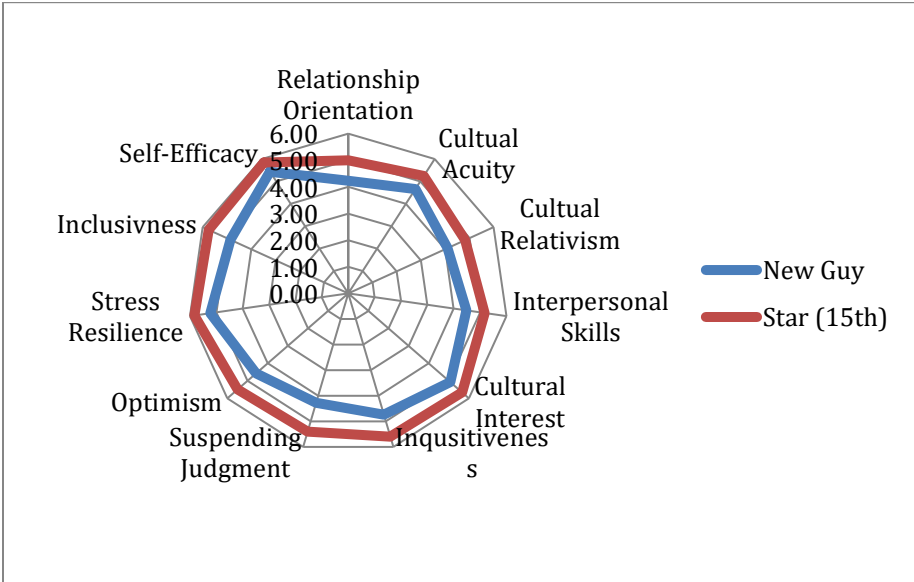 Relationship
Orientation
6.00
5.00
4.00
3.00
2.00
1.00
0.00
Cultual
Acuity
Cultual
Relativism
Interpersonal
Skills
Cultural
Interest
Inqusitivenes
s
Suspending
Judgment
Optimism
Stress
Resilience
Inclusivness
Self-Efficacy
New Guy
Star (15th)